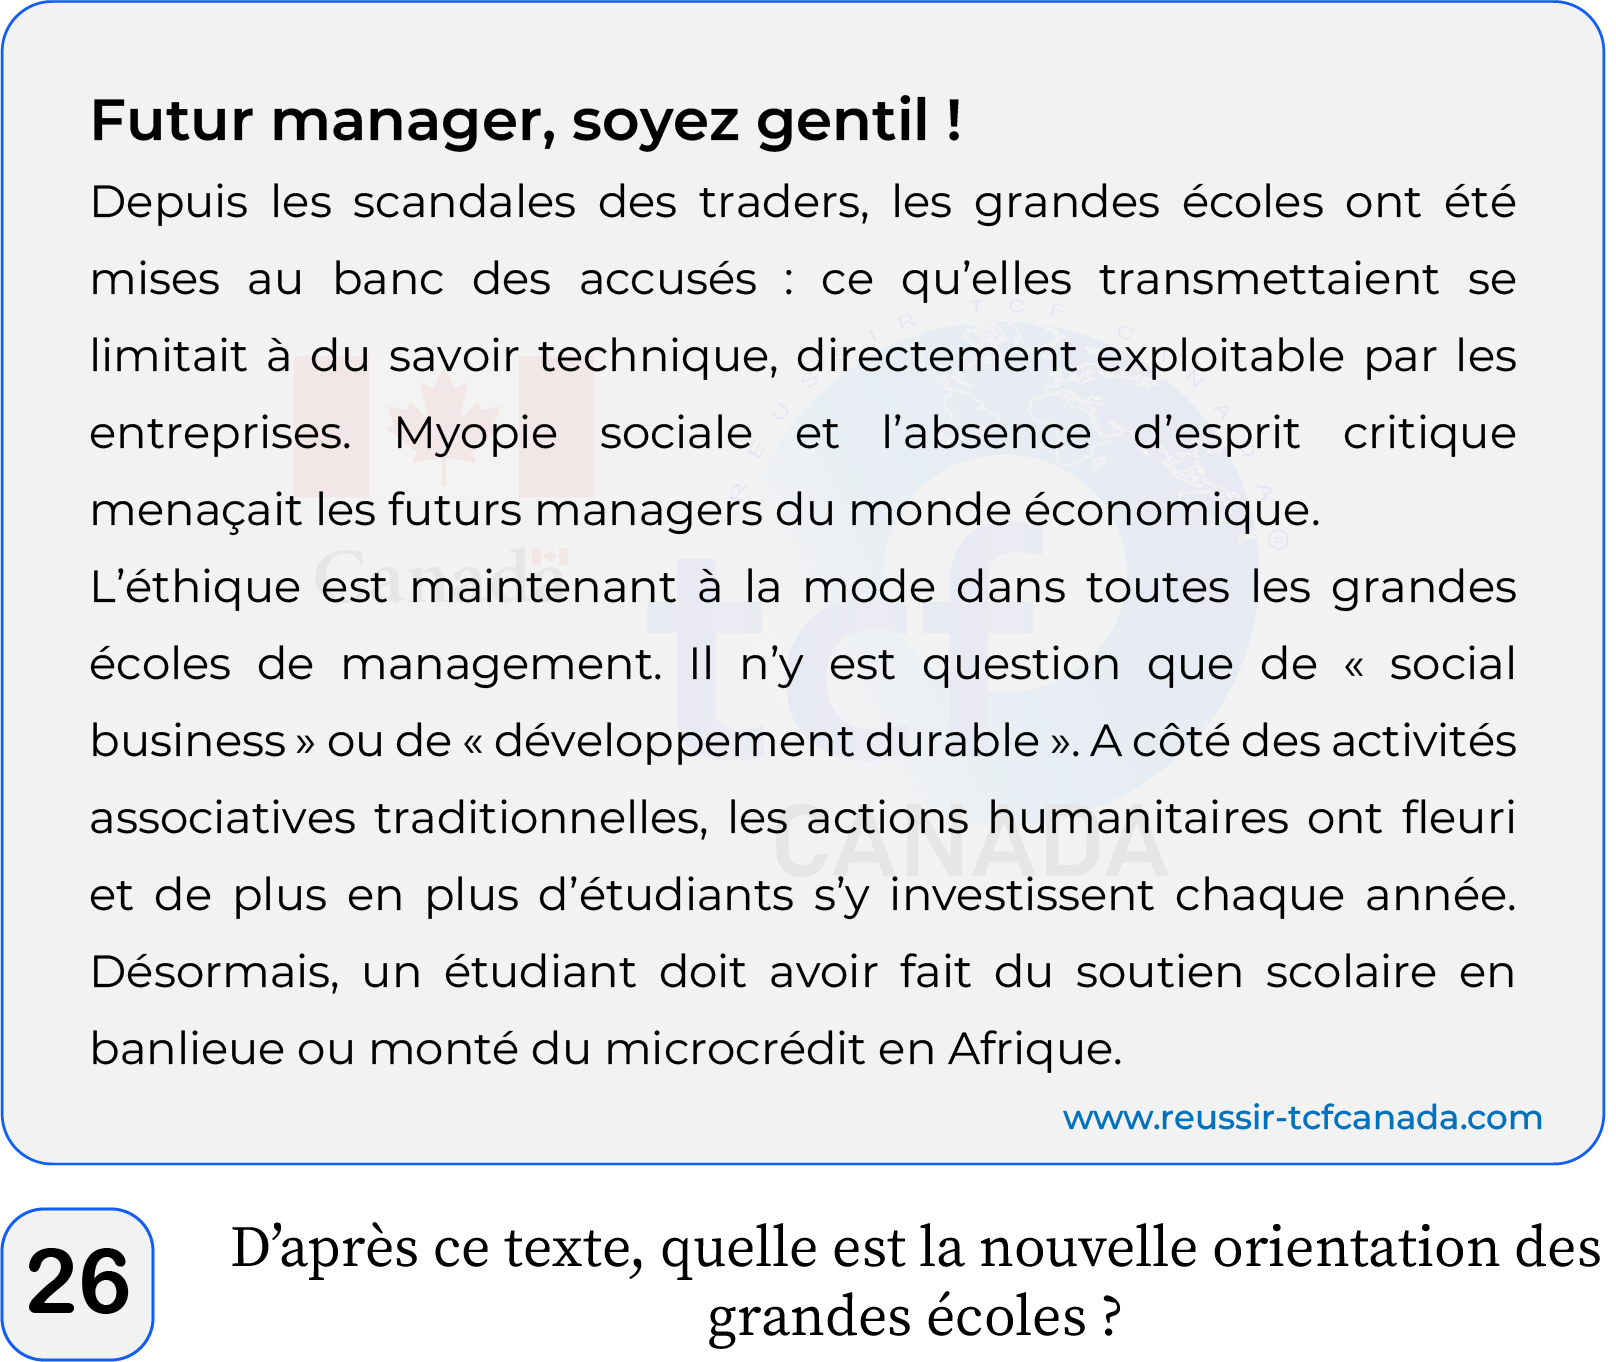 Futur manager, soyez gentil !
Depuis les scandales des traders, les grandes écoles ont été
mises au banc des accusés : ce qu’elles transmettaient se
limitait à du savoir technique, directement exploitable par les
entreprises. Myopie sociale et l’absence d’esprit critique
menaçait les futurs managers du monde économique.
L’éthique est maintenant à la mode dans toutes les grandes
écoles de management. Il n’y est question que de « social
business » ou de « développement durable ». A côté des activités
associatives traditionnelles, les actions humanitaires ont fleuri
et de plus en plus d’étudiants s’y investissent chaque année.
Désormais, un étudiant doit avoir fait du soutien scolaire en
banlieue ou monté du microcrédit en Afrique.
REUSSIR TCF CANADA ®
Canada
tcf
CANADA
www.reussir-tcfcanada.com
26
D’après ce texte, quelle est la nouvelle orientation des
grandes écoles ?